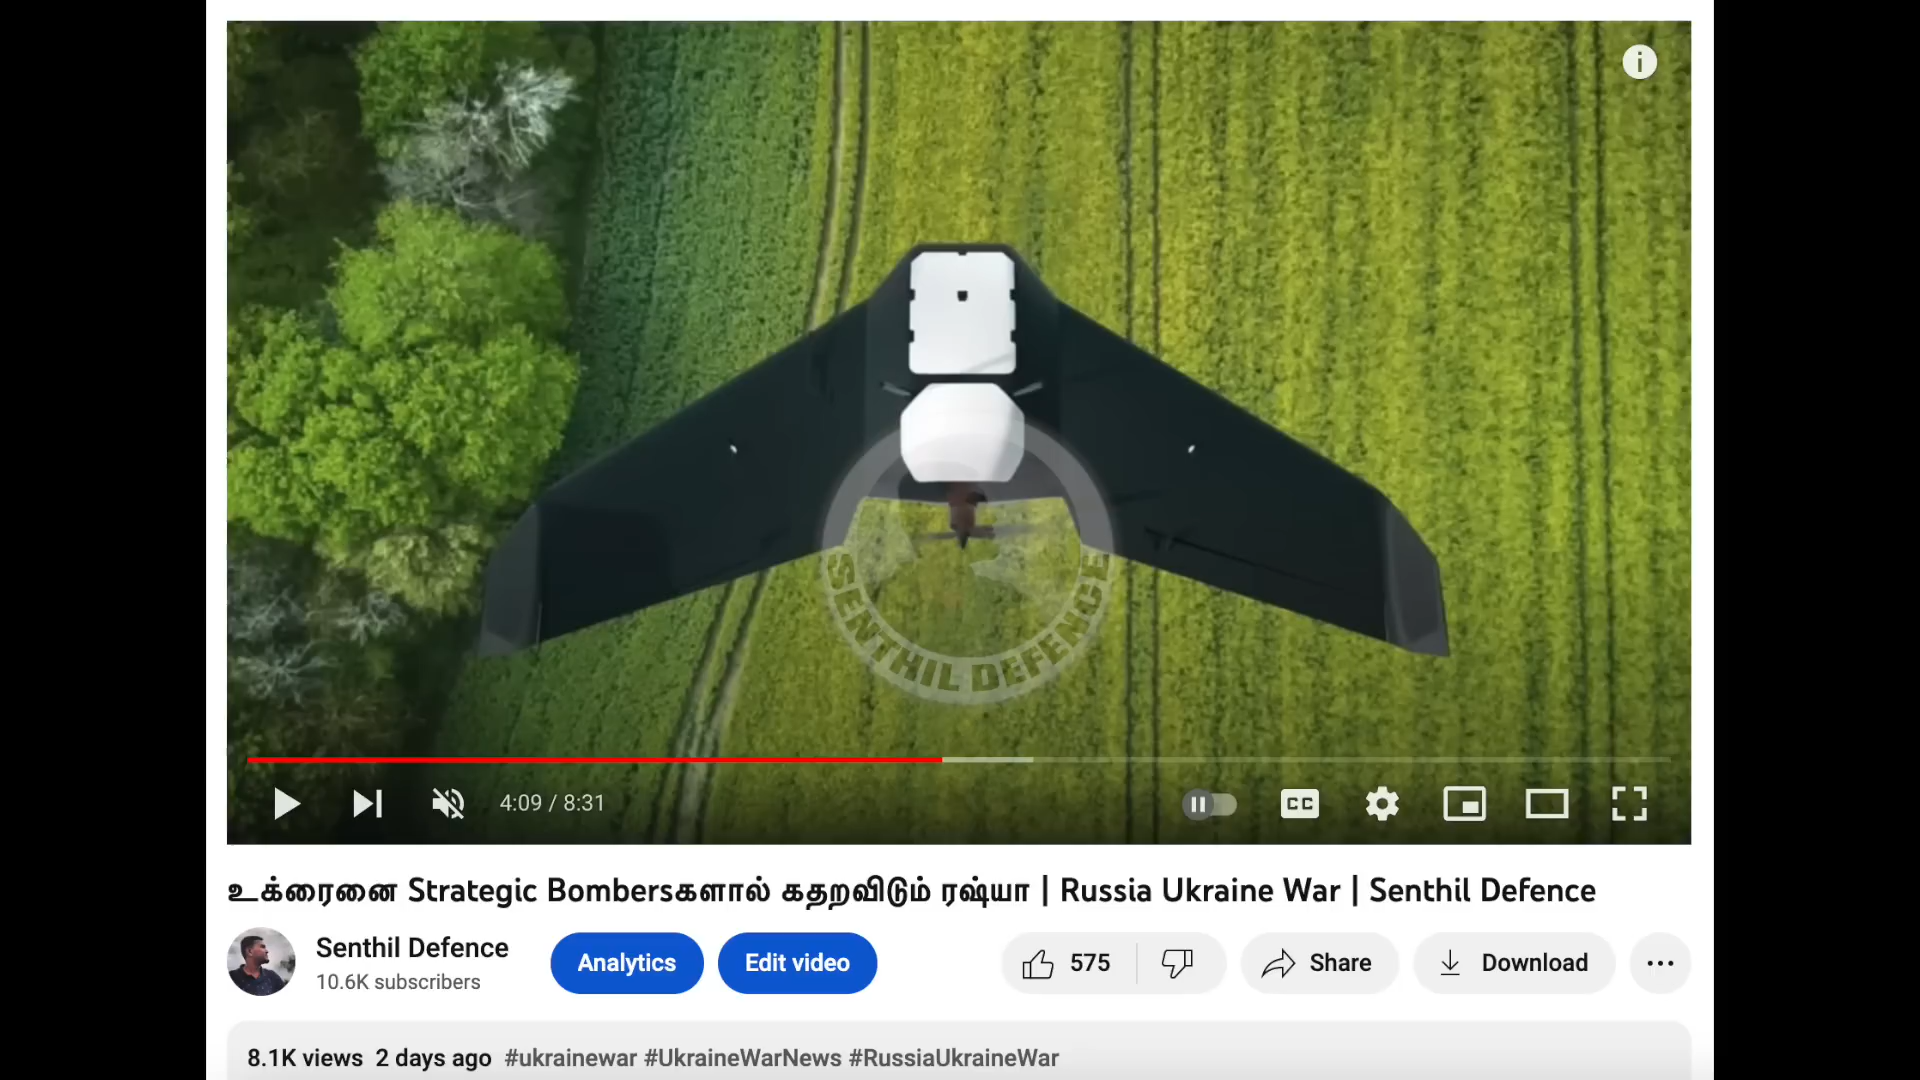 SENTHIL DEFENCE
4:09 / 8:31
CC
உக்ரைனை Strategic Bombersகளால் கதறவிடும் ரஷ்யா | Russia Ukraine War | Senthil Defence
Senthil Defence
10.6K subscribers
Analytics
Edit video
575
Share
Download
8.1K views 2 days ago #ukrainewar #UkraineWarNews #RussiaUkraineWar